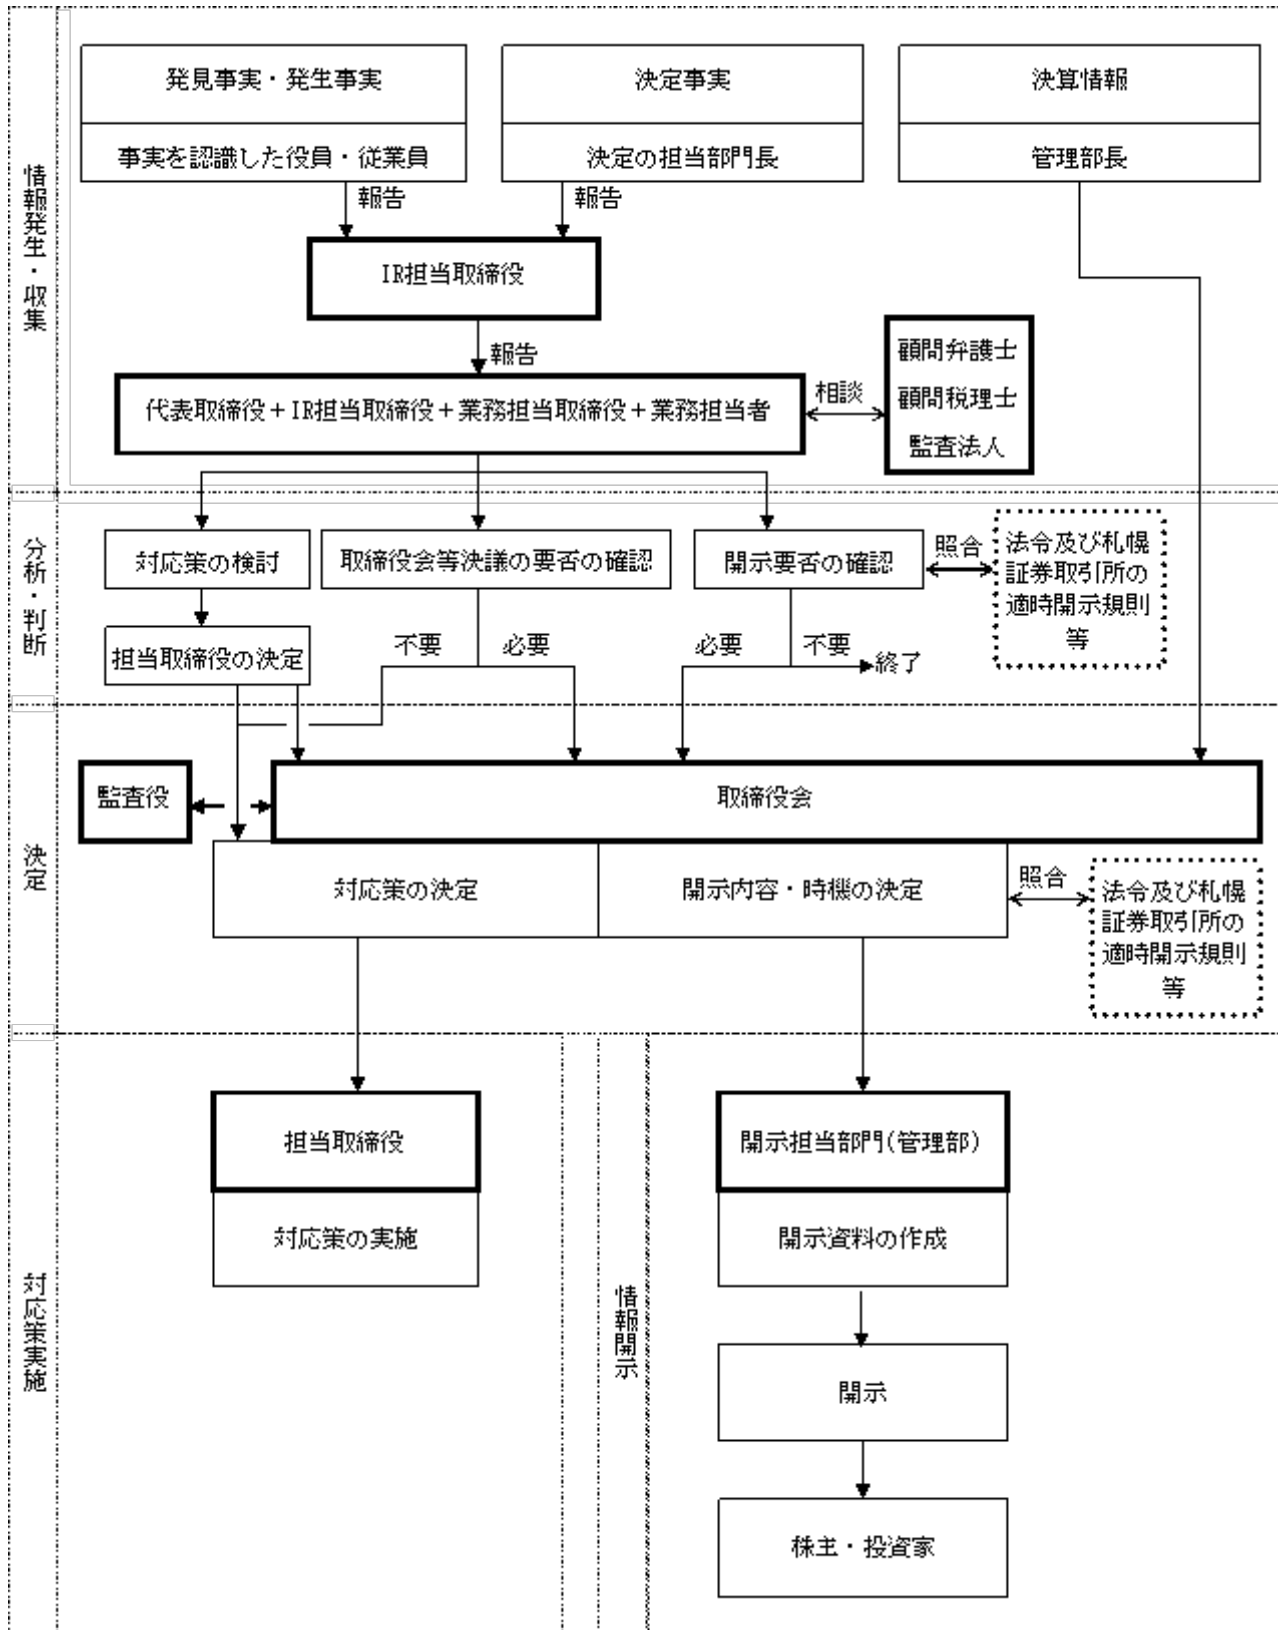 情報発生・収集
発見事実・発生事実
事実を認識した役員・従業員
決定事実
決定の担当部門長
決算情報
管理部長
報告
報告
IR担当取締役
報告
代表取締役+IR担当取締役+業務担当取締役+業務担当者
相談
顧問弁護士
顧問税理士
監査法人
分析・判断
対応策の検討
取締役会等決議の要否の確認
開示要否の確認
照合
法令及び札幌
証券取引所の
適時開示規則
等
担当取締役の決定
不要
必要
必要
不要
終了
決定
監査役
取締役会
対応策の決定
開示内容・時機の決定
照合
法令及び札幌
証券取引所の
適時開示規則
等
対応策実施
担当取締役
対応策の実施
情報開示
開示担当部門(管理部)
開示資料の作成
開示
株主・投資家